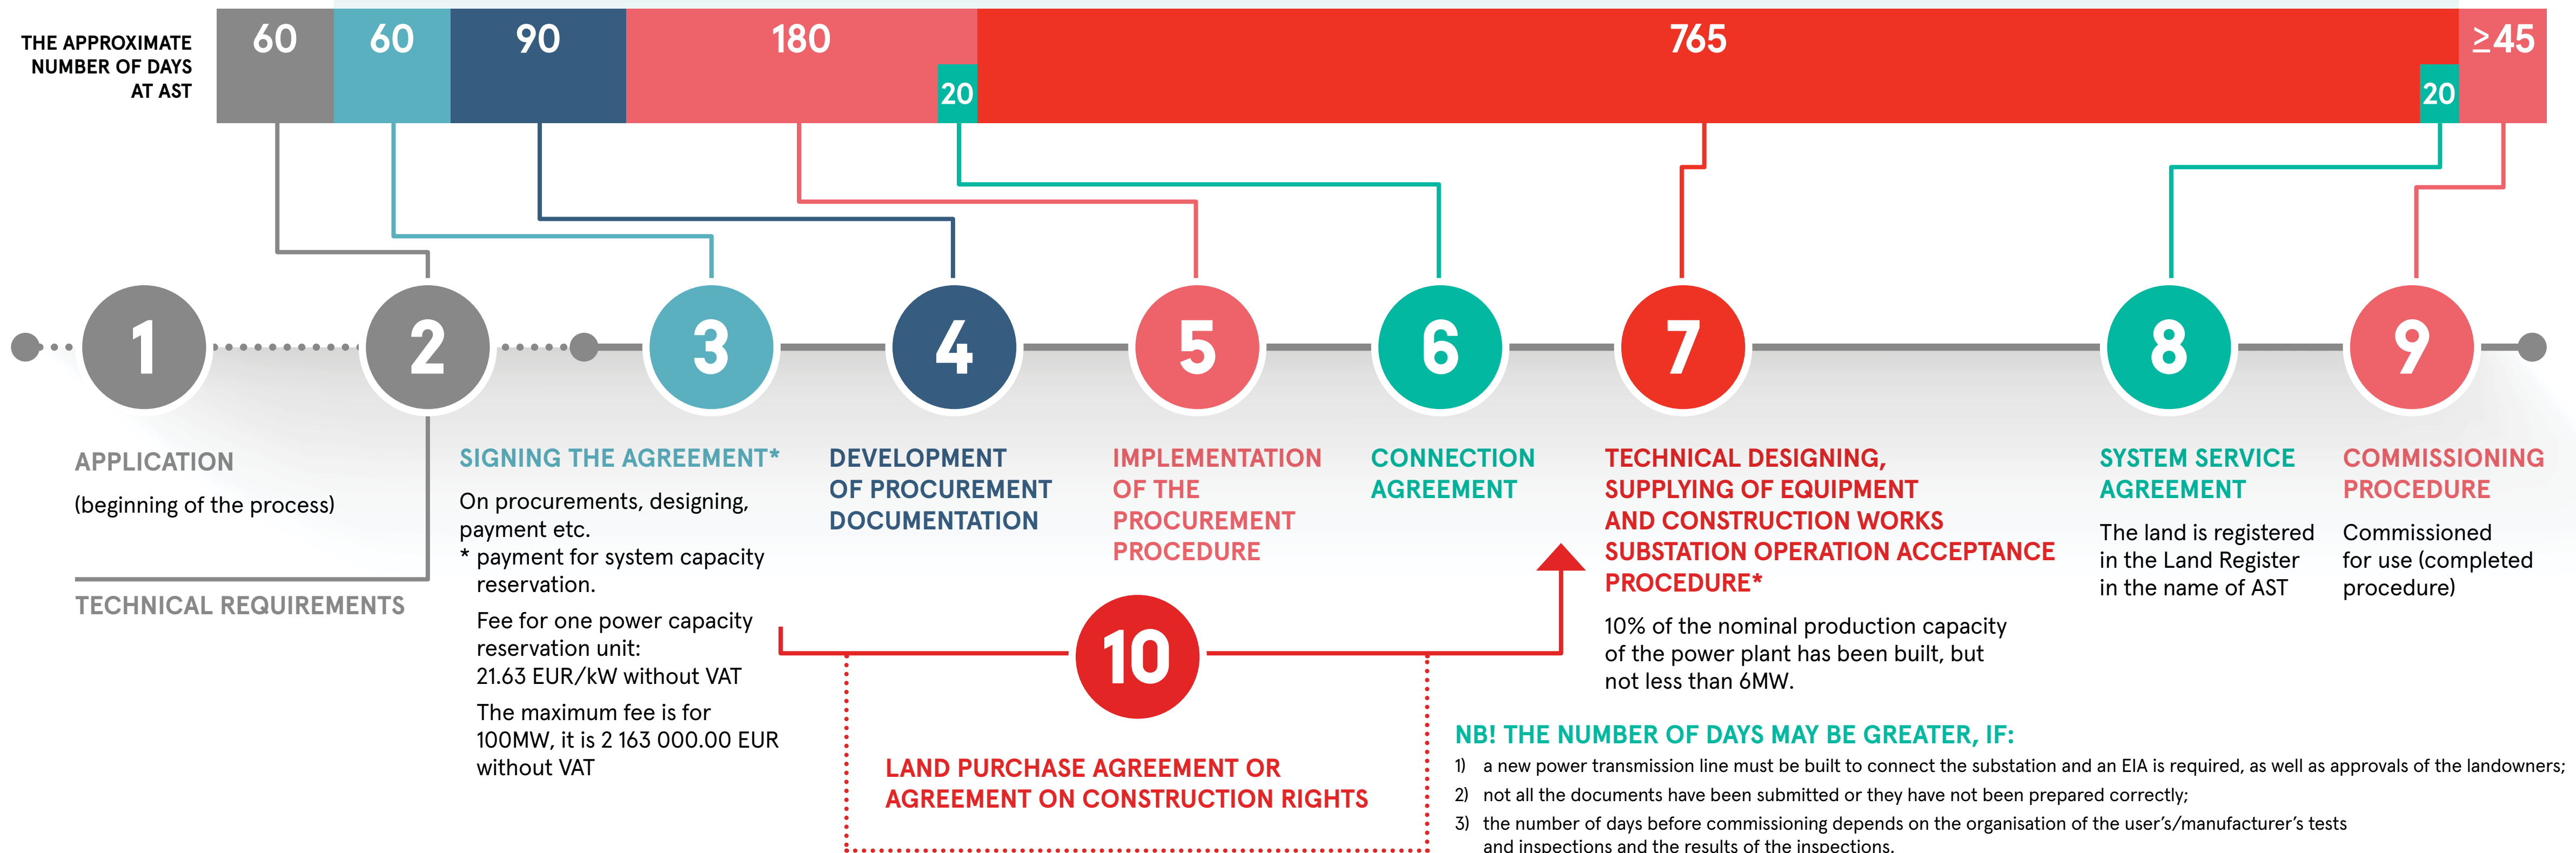 THE APPROXIMATE
NUMBER OF DAYS
AT AST
60
60
90
180
20
765
20
≥45
1
2
3
4
5
6
7
8
9
APPLICATION
(beginning of the process)
TECHNICAL REQUIREMENTS
SIGNING THE AGREEMENT*
On procurements, designing,
payment etc.
* payment for system capacity
reservation.
Fee for one power capacity
reservation unit:
21.63 EUR/kW without VAT
The maximum fee is for
100MW, it is 2 163 000.00 EUR
without VAT
DEVELOPMENT
OF PROCUREMENT
DOCUMENTATION
IMPLEMENTATION
OF THE
PROCUREMENT
PROCEDURE
CONNECTION
AGREEMENT
TECHNICAL DESIGNING,
SUPPLYING OF EQUIPMENT
AND CONSTRUCTION WORKS
SUBSTATION OPERATION ACCEPTANCE
PROCEDURE*
10% of the nominal production capacity
of the power plant has been built, but
not less than 6MW.
SYSTEM SERVICE
AGREEMENT
The land is registered
in the Land Register
in the name of AST
COMMISSIONING
PROCEDURE
Commissioned
for use (completed
procedure)
10
LAND PURCHASE AGREEMENT OR
AGREEMENT ON CONSTRUCTION RIGHTS
NB! THE NUMBER OF DAYS MAY BE GREATER, IF:
1) a new power transmission line must be built to connect the substation and an EIA is required, as well as approvals of the landowners;
2) not all the documents have been submitted or they have not been prepared correctly;
3) the number of days before commissioning depends on the organisation of the user's/manufacturer's tests
and inspections and the results of the inspections.